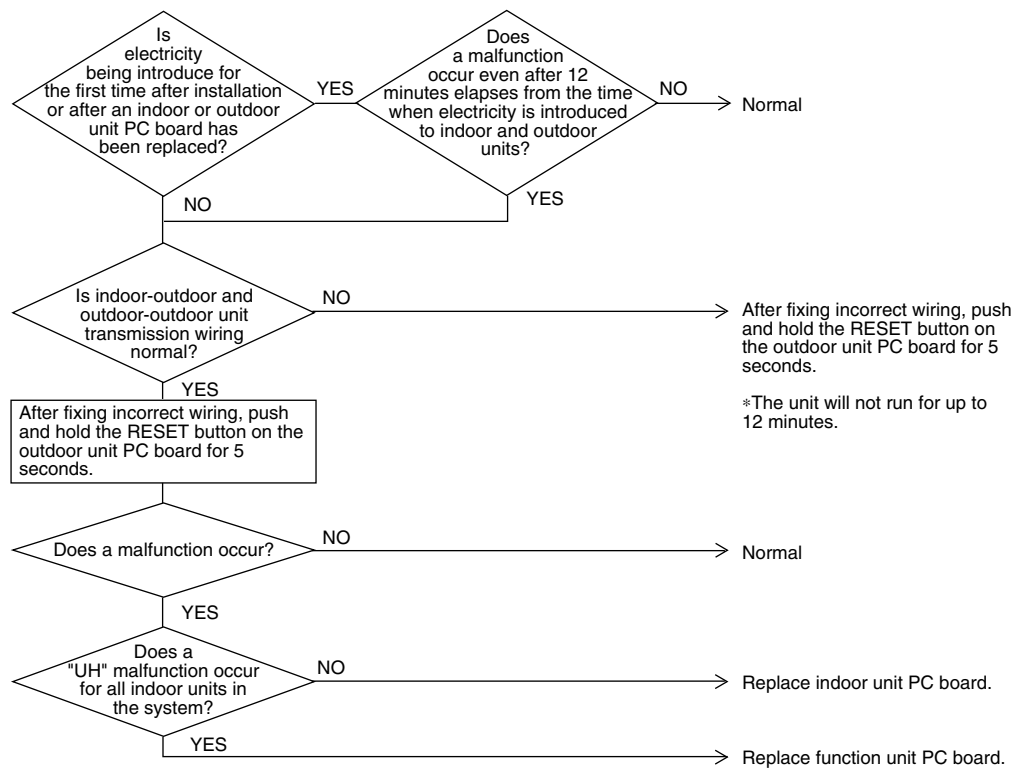 Is
electricity
being introduce for
the first time after installation
or after an indoor or outdoor
unit PC board has
been replaced?
YES
Does
a malfunction
occur even after 12
minutes elapses from the time
when electricity is introduced
to indoor and outdoor
units?
NO
Normal
NO
YES
Is indoor-outdoor and
outdoor-outdoor unit
transmission wiring
normal?
NO
After fixing incorrect wiring, push
and hold the RESET button on
the outdoor unit PC board for 5
seconds.
*The unit will not run for up to
12 minutes.
YES
After fixing incorrect wiring, push
and hold the RESET button on the
outdoor unit PC board for 5
seconds.
Does a malfunction occur?
NO
Normal
YES
Does a
"UH" malfunction occur
for all indoor units in
the system?
NO
Replace indoor unit PC board.
YES
Replace function unit PC board.